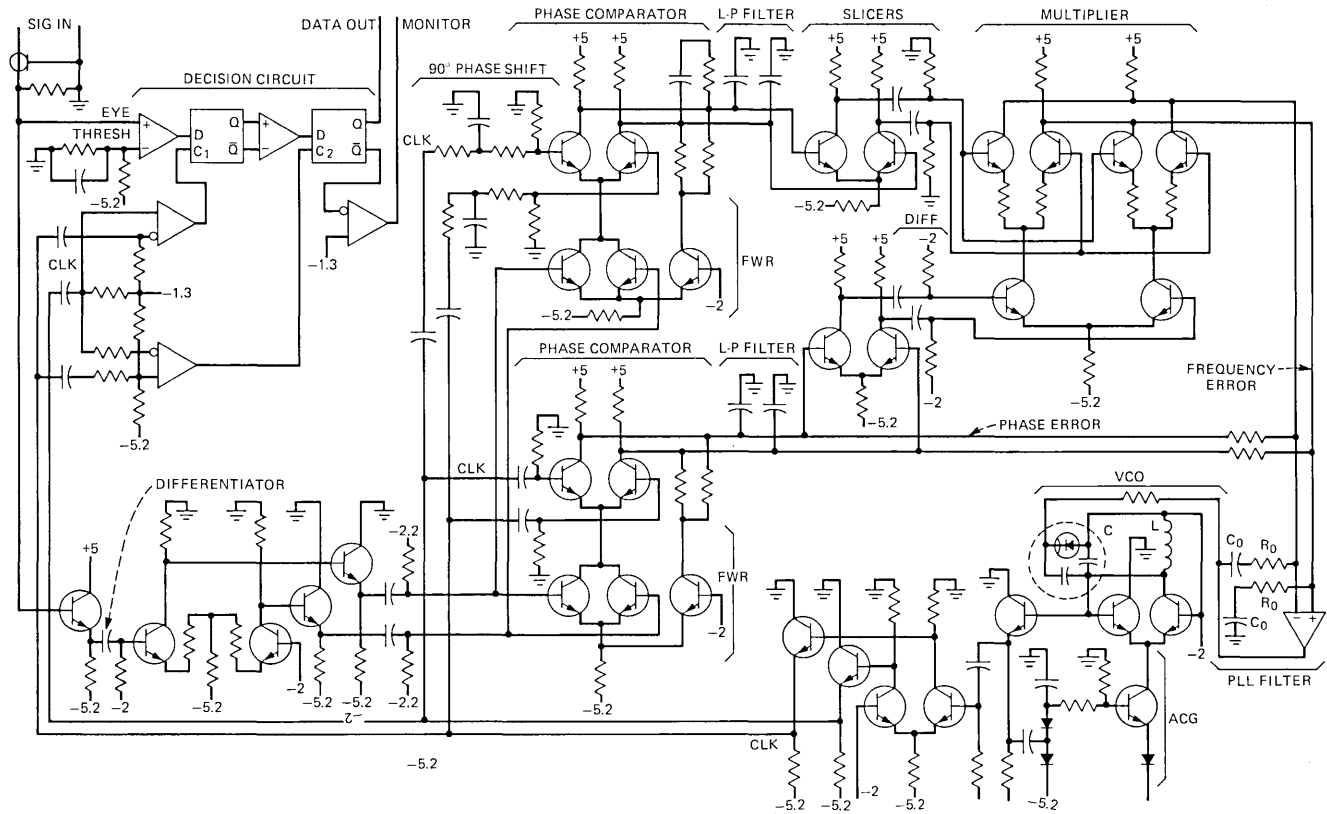 PHASE COMPARATOR
L-P FILTER
SLICERS
MULTIPLIER
SIG IN
DATA OUT
MONITOR
+5
+5
+5
+5
+5
+5
DECISION CIRCUIT
90° PHASE SHIFT
EYE
THRESH
+
−
D
C1
Q
Q̄
+
−
D
C2
Q
Q̄
CLK
−5.2
−5.2
DIFF
+5
+5
−2
CLK
−1.3
−1.3
FWR
−5.2
−2
PHASE COMPARATOR
L-P FILTER
+5
+5
FREQUENCY
ERROR
−5.2
−2
−5.2
−5.2
PHASE ERROR
CLK
DIFFERENTIATOR
VCO
+5
−2.2
C
L
C0
R0
R0
C0
FWR
−2
− +
−2
PLL FILTER
−5.2
−2
−5.2
−2
−5.2
−5.2
−2.2
−5.2
−2
ACG
CLK
−5.2
−5.2
−5.2
−2
−5.2
−5.2